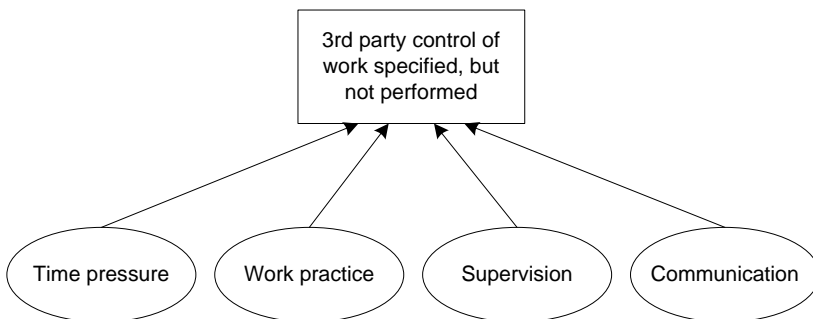 3rd party control of
work specified, but
not performed
Time pressure
Work practice
Supervision
Communication